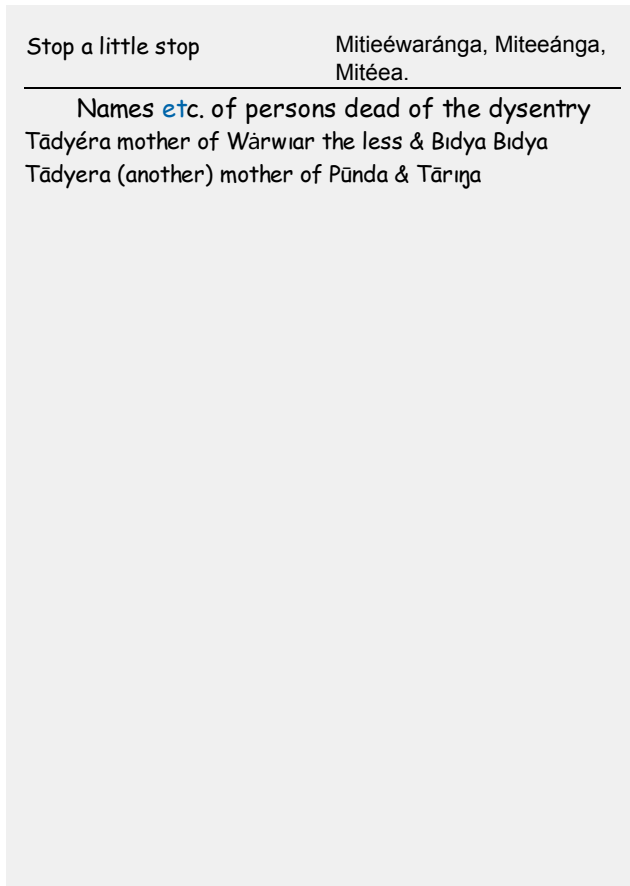 Stop a little stop
Mitieéwaránga, Miteeánga,
Mitéea.
Names etc. of persons dead of the dysentry
Tādyéra mother of Wȧrwıar the less & Bıdya Bıdya
Tādyera (another) mother of Pūnda & Tārıŋa